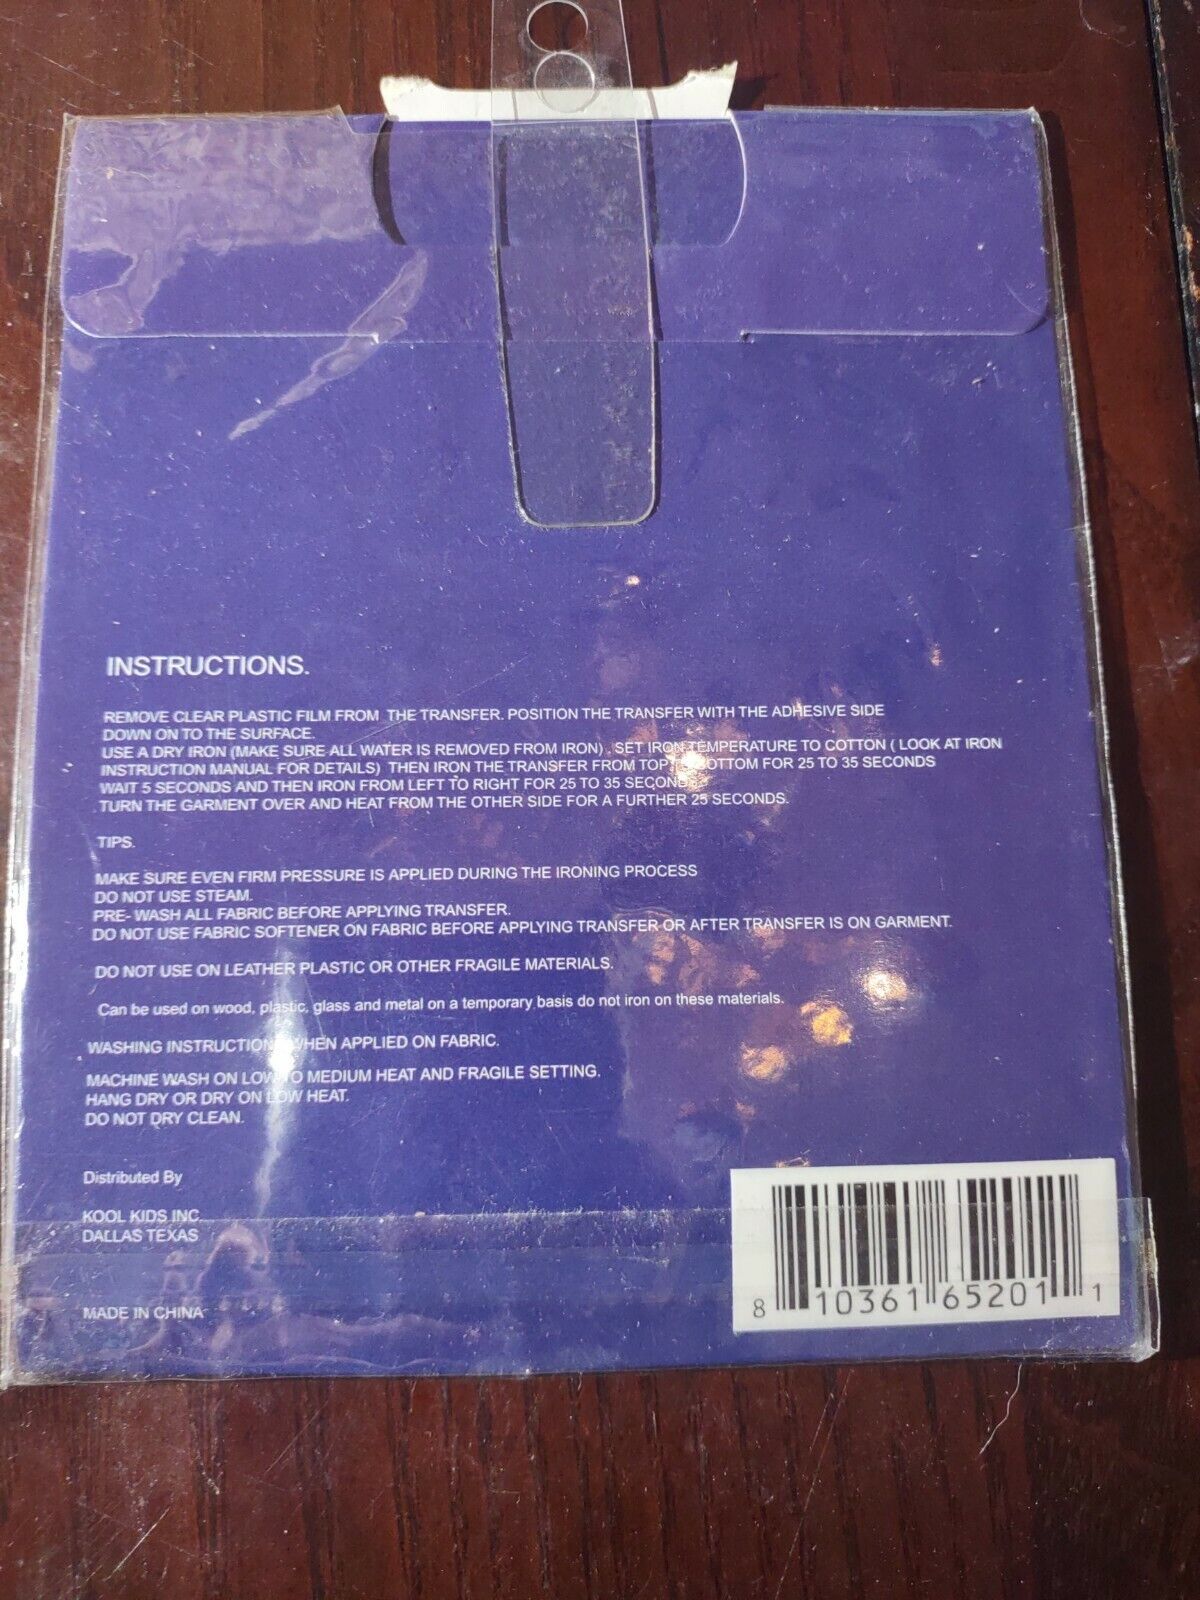 INSTRUCTIONS.
REMOVE CLEAR PLASTIC FILM FROM THE TRANSFER. POSITION THE TRANSFER WITH THE ADHESIVE SIDE
DOWN ON TO THE SURFACE.
USE A DRY IRON (MAKE SURE ALL WATER IS REMOVED FROM IRON) . SET IRON TEMPERATURE TO COTTON ( LOOK AT IRON
INSTRUCTION MANUAL FOR DETAILS) THEN IRON THE TRANSFER FROM TOP TO BOTTOM FOR 25 TO 35 SECONDS
WAIT 5 SECONDS AND THEN IRON FROM LEFT TO RIGHT FOR 25 TO 35 SECONDS.
TURN THE GARMENT OVER AND HEAT FROM THE OTHER SIDE FOR A FURTHER 25 SECONDS.
TIPS.
MAKE SURE EVEN FIRM PRESSURE IS APPLIED DURING THE IRONING PROCESS
DO NOT USE STEAM.
PRE- WASH ALL FABRIC BEFORE APPLYING TRANSFER.
DO NOT USE FABRIC SOFTENER ON FABRIC BEFORE APPLYING TRANSFER OR AFTER TRANSFER IS ON GARMENT.
DO NOT USE ON LEATHER PLASTIC OR OTHER FRAGILE MATERIALS.
Can be used on wood, plastic, glass and metal on a temporary basis do not iron on these materials.
WASHING INSTRUCTIONS WHEN APPLIED ON FABRIC.
MACHINE WASH ON LOW TO MEDIUM HEAT AND FRAGILE SETTING.
HANG DRY OR DRY ON LOW HEAT.
DO NOT DRY CLEAN.
Distributed By
KOOL KIDS INC.
DALLAS TEXAS
MADE IN CHINA
8 10361 65201 1